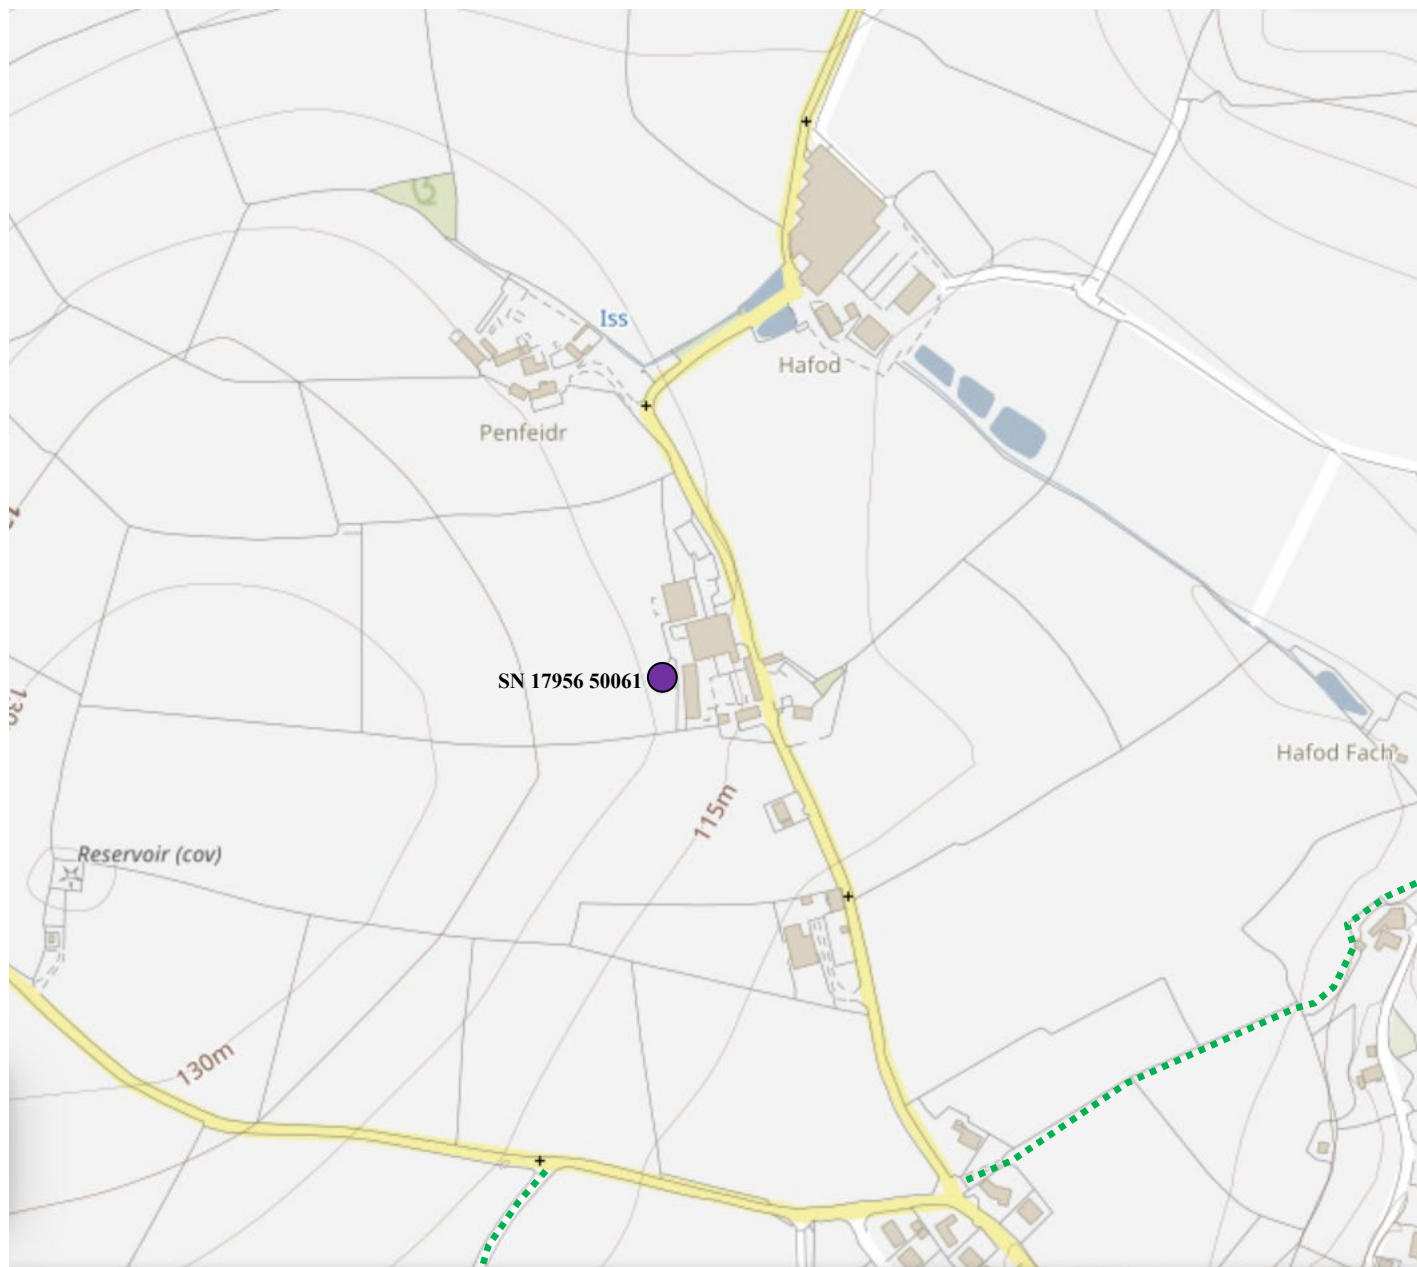 Iss
Hafod
Penfeidr
SN 17956 50061
Hafod Fach
115m
Reservoir (cov)
130m